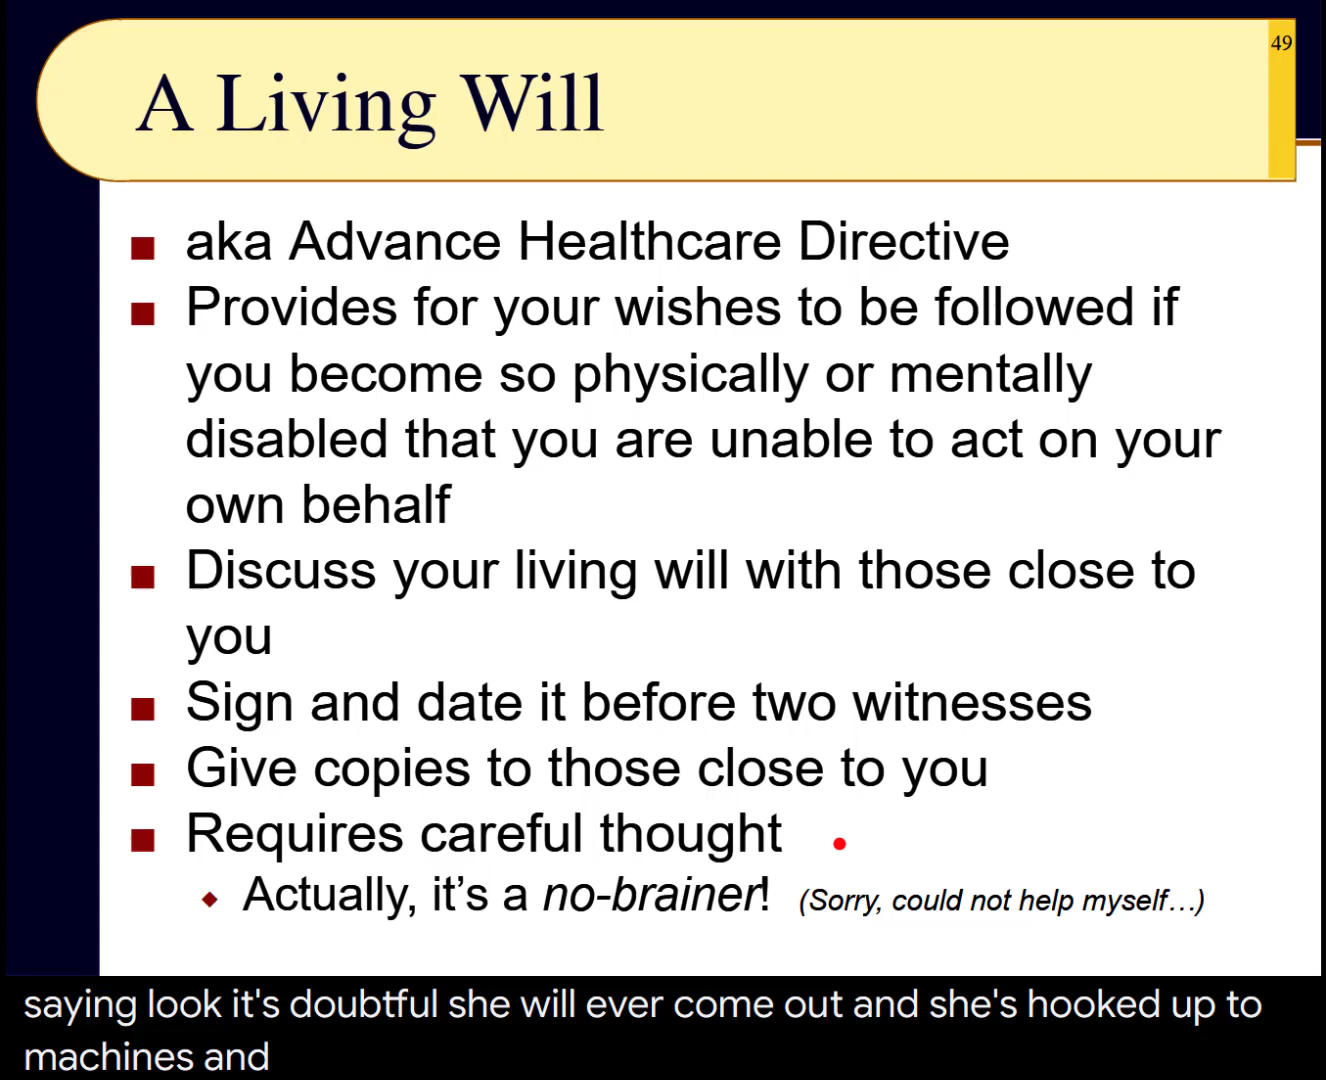 49
A Living Will
aka Advance Healthcare Directive
Provides for your wishes to be followed if
you become so physically or mentally
disabled that you are unable to act on your
own behalf
Discuss your living will with those close to
you
Sign and date it before two witnesses
Give copies to those close to you
Requires careful thought
Actually, it’s a no-brainer! (Sorry, could not help myself…)
saying look it's doubtful she will ever come out and she's hooked up to
machines and